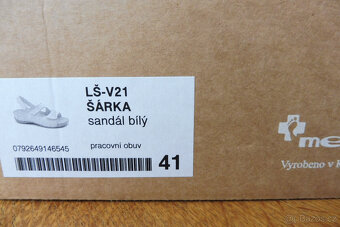 LŠ-V21
ŠÁRKA
sandál bílý
0792649146545
pracovní obuv
41
me
Vyrobeno v